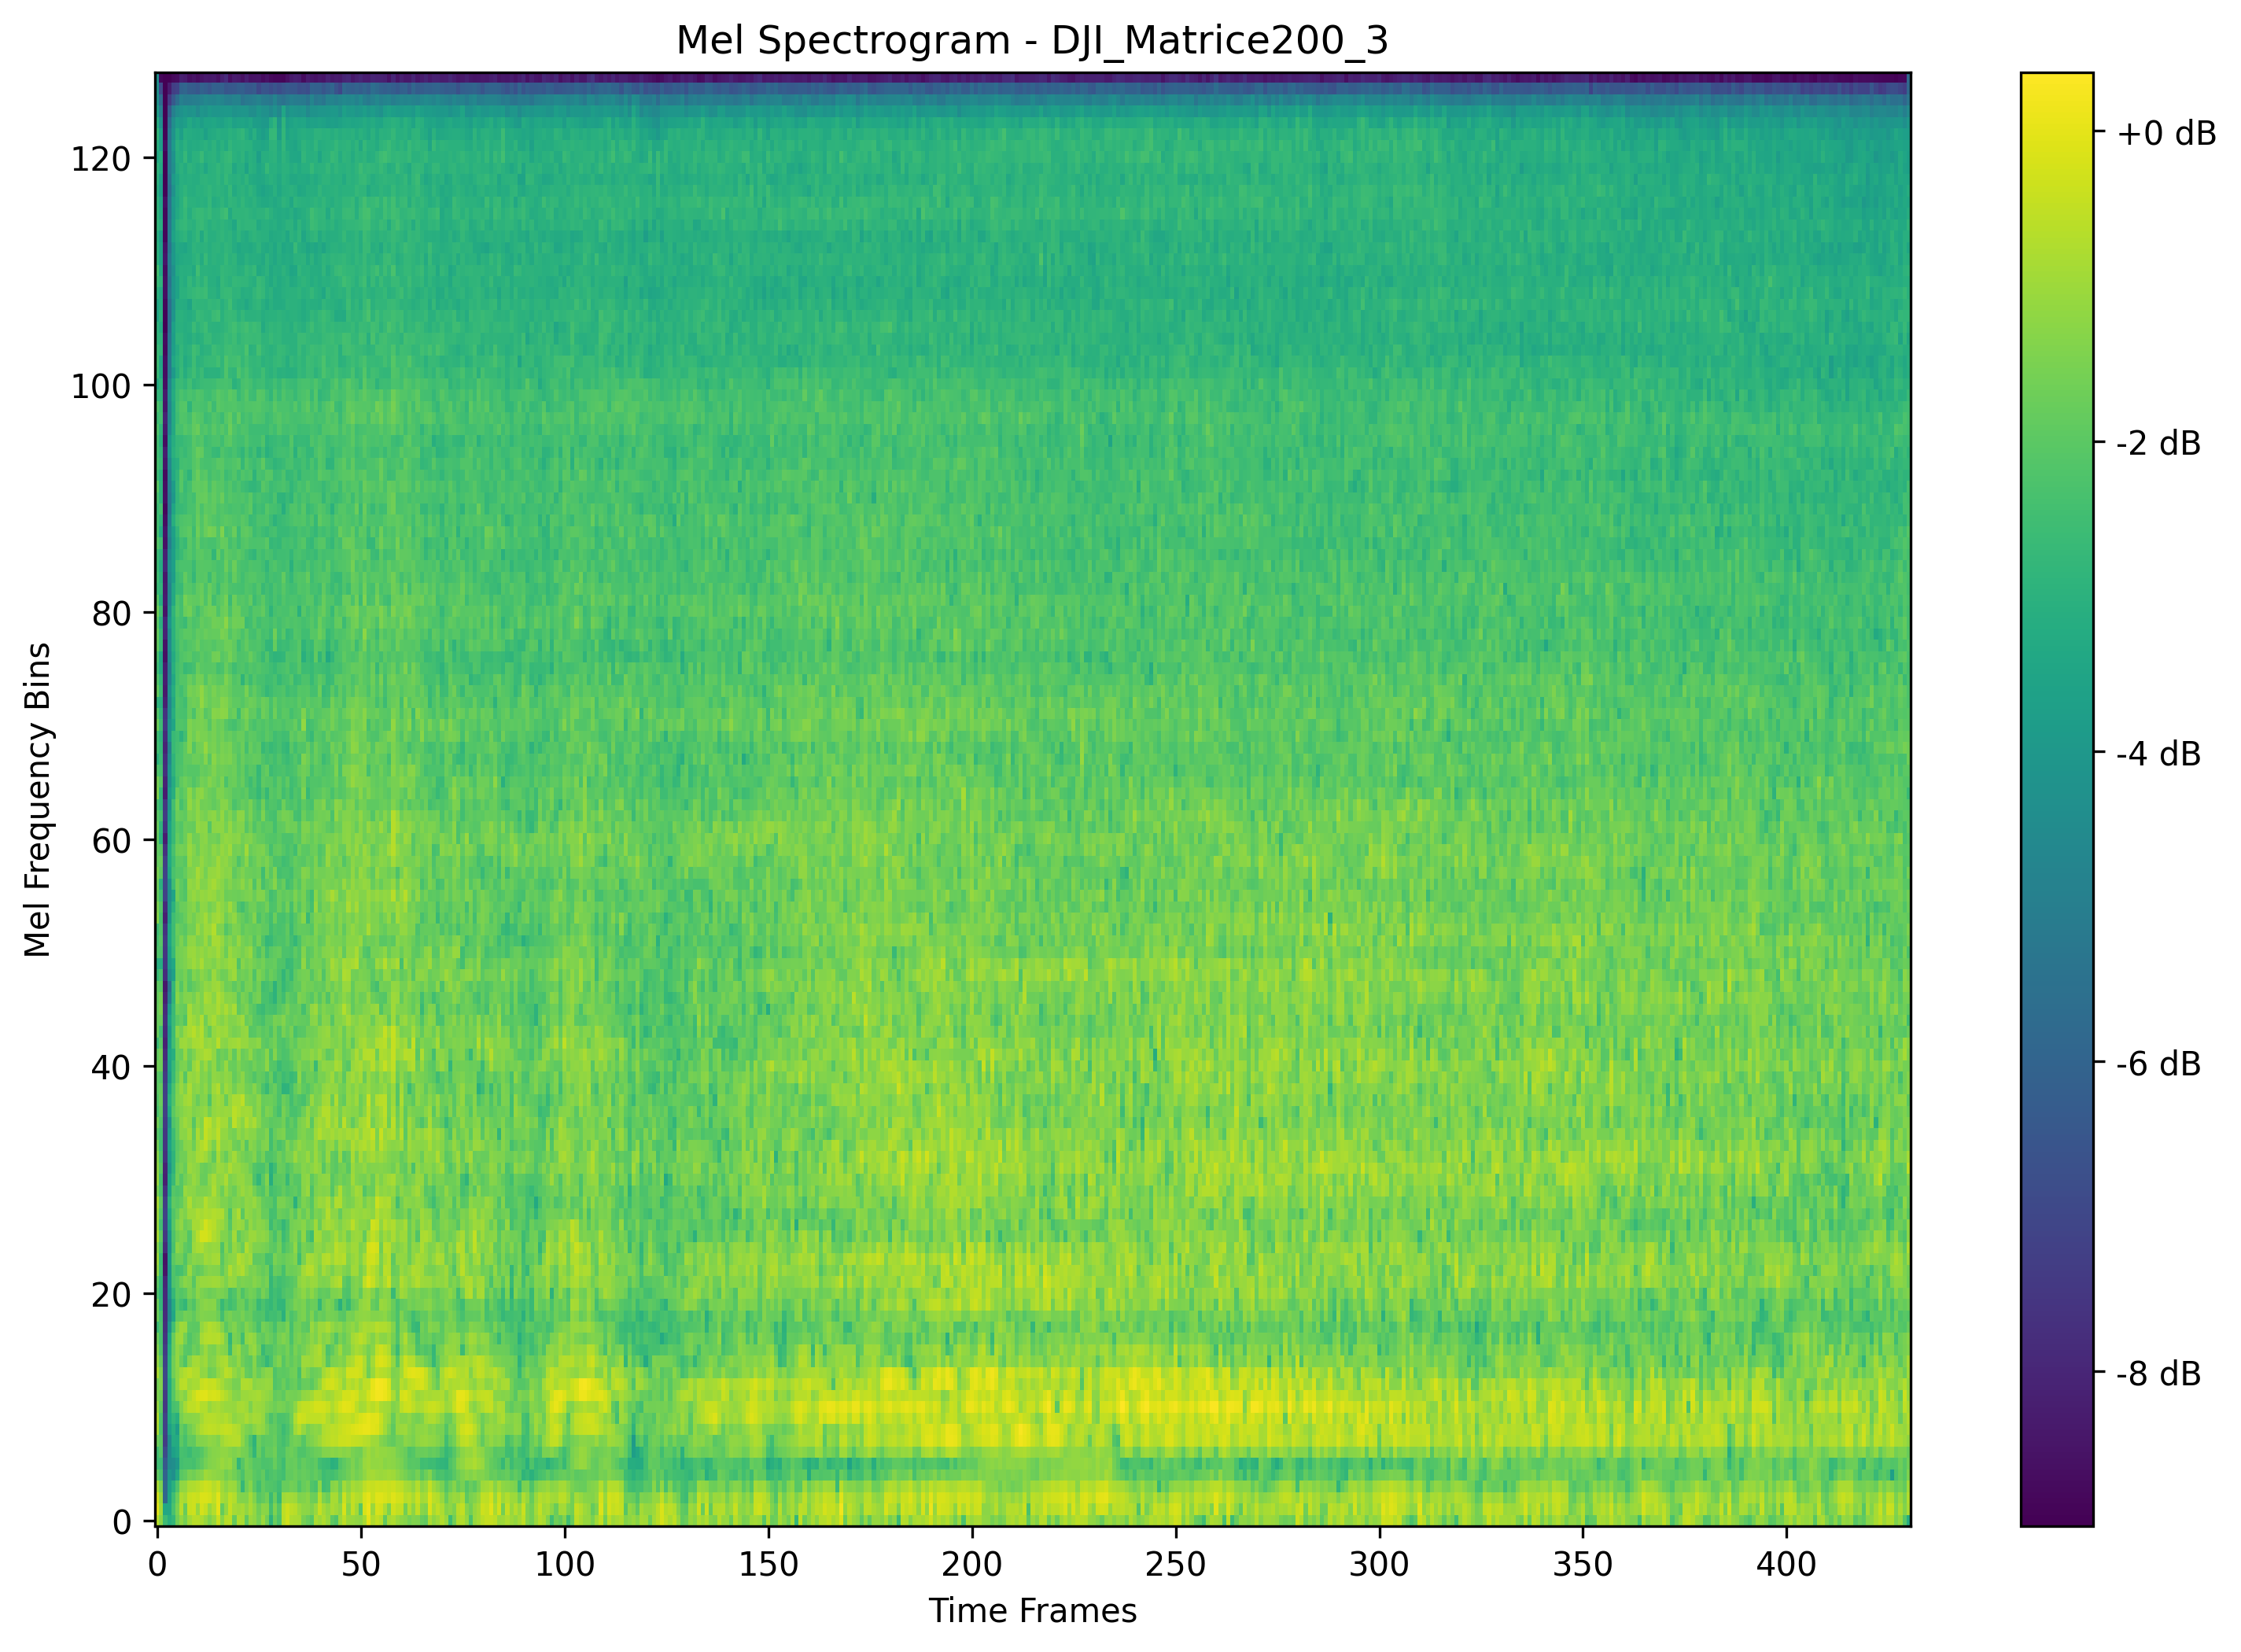 Mel Spectrogram - DJI_Matrice200_3
Mel Frequency Bins
120
100
80
60
40
20
0
0 50 100 150 200 250 300 350 400
Time Frames
+0 dB
-2 dB
-4 dB
-6 dB
-8 dB